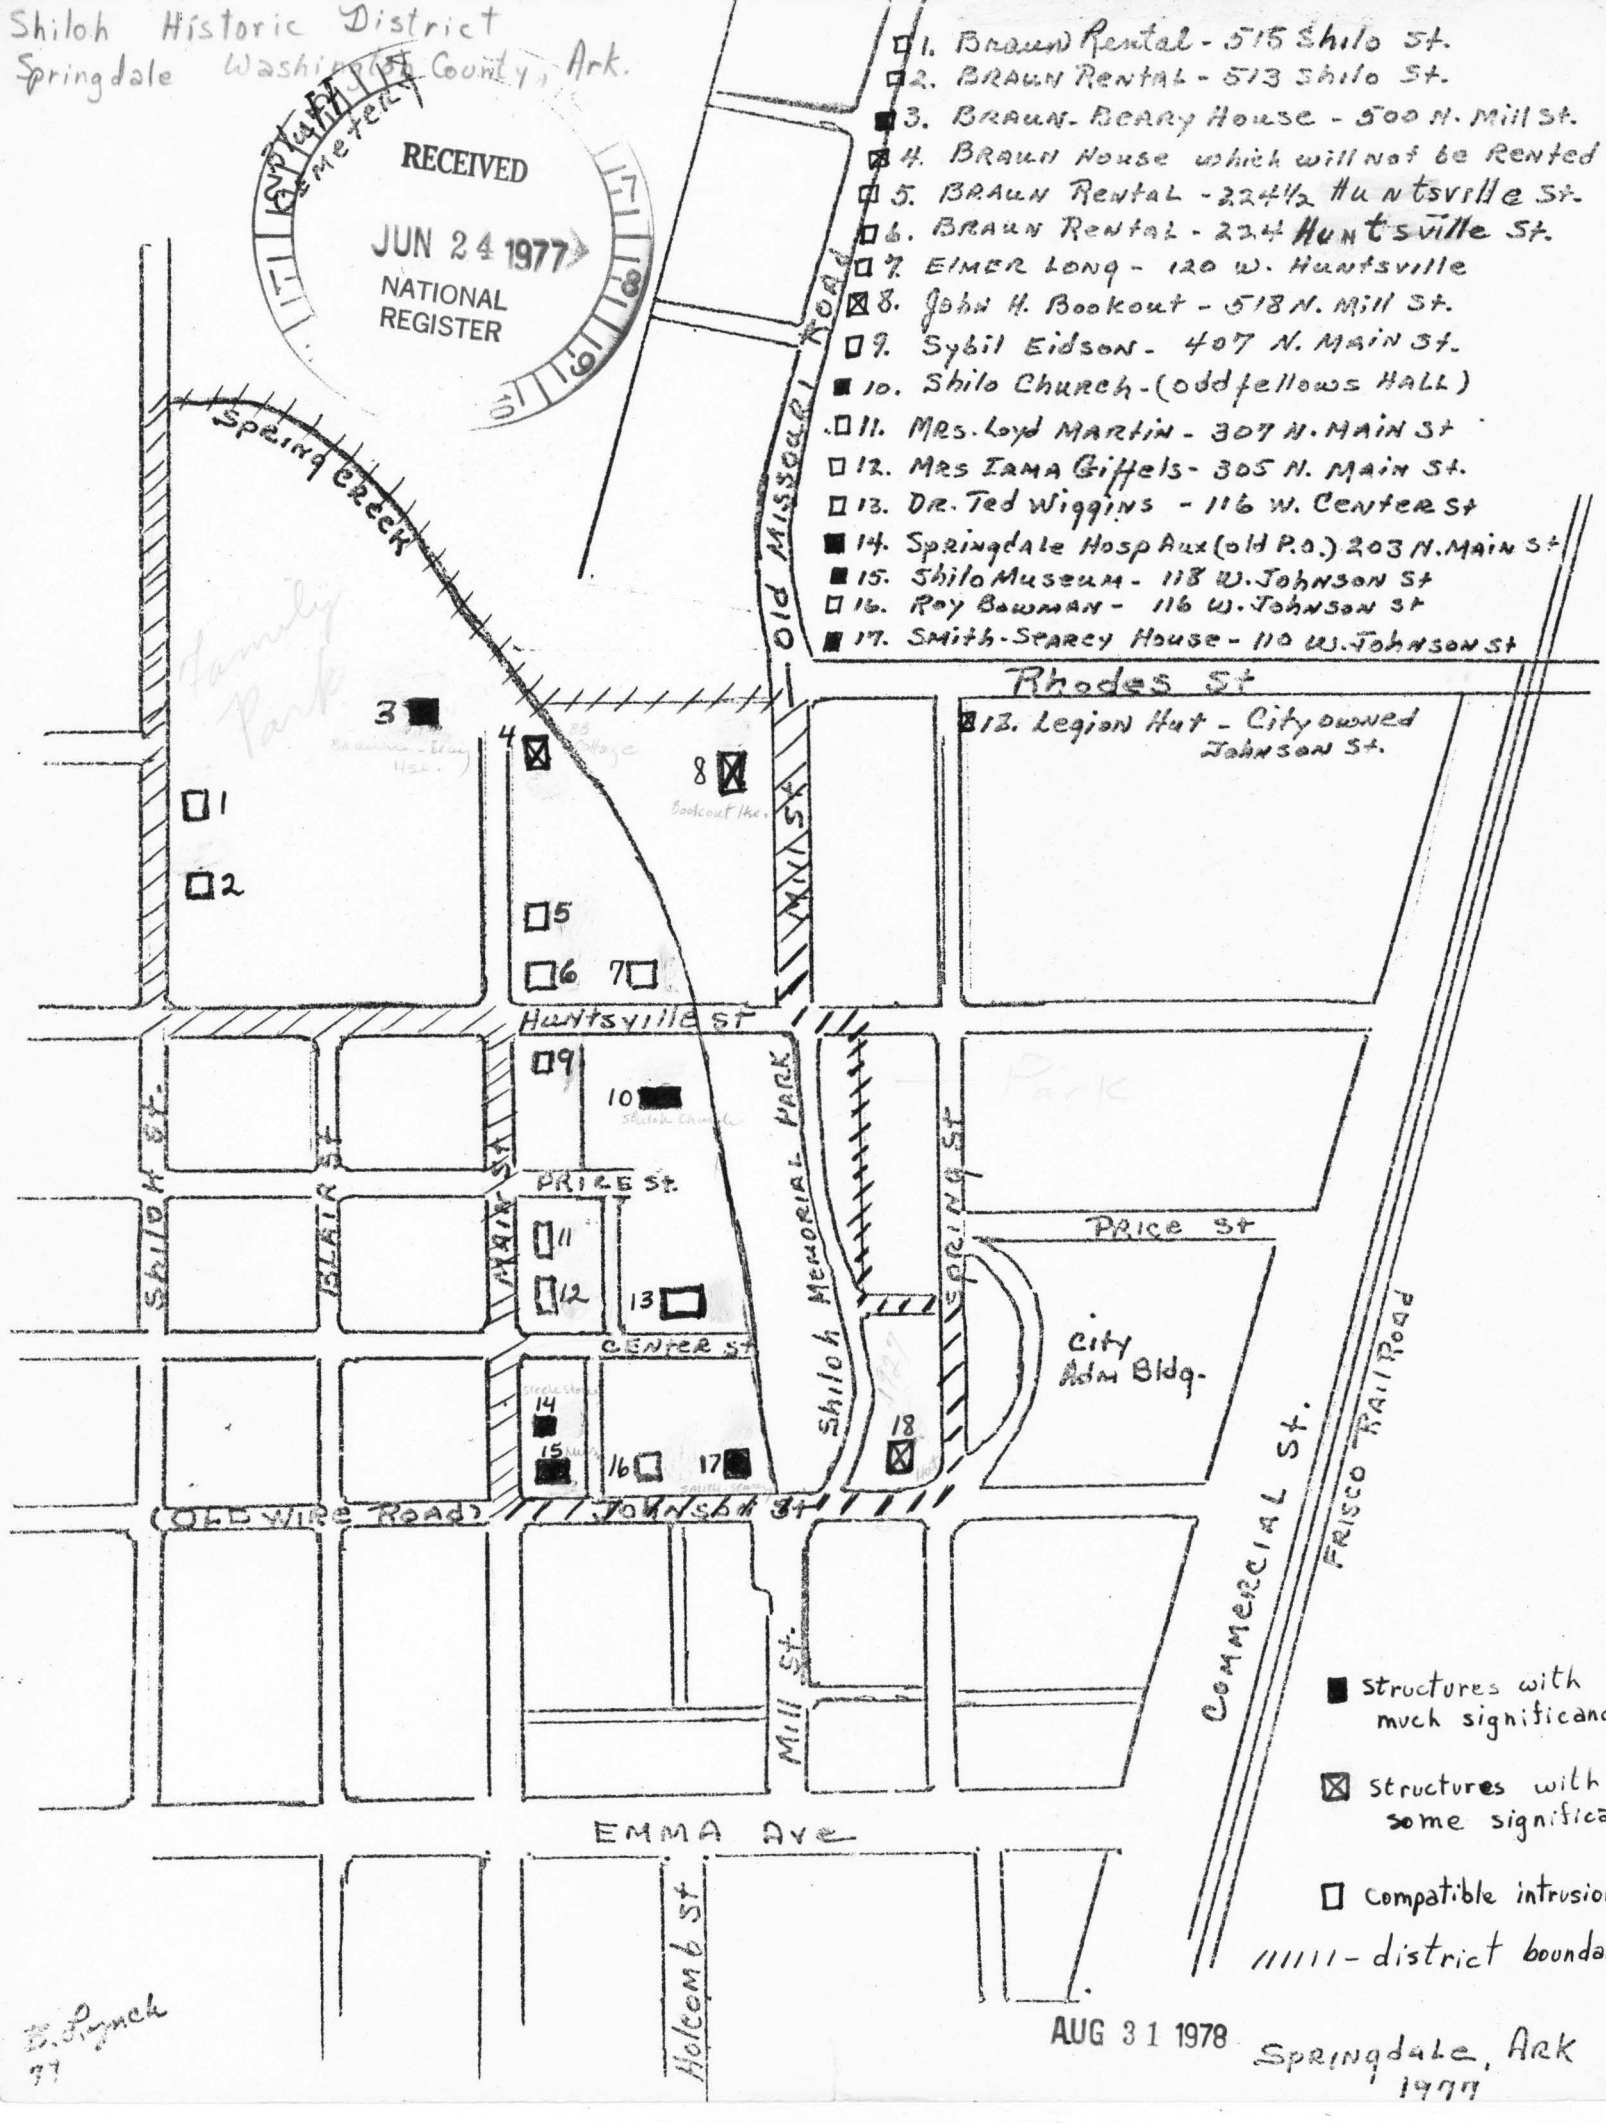 Shiloh Historic District
Springdale Washington County, Ark.
Cemetery
RECEIVED
JUN 24 1977
NATIONAL
REGISTER
1. Braun Rental - 515 Shilo St.
2. BRAUN RENTAL - 513 Shilo St.
3. BRAUN-BEARY HOUSE - 500 N. Mill St.
4. BRAUN HOUSE which will not be RENTED
5. BRAUN RENTAL - 224½ Huntsville St.
6. BRAUN RENTAL - 224 Huntsville St.
7. ElMER LONG - 120 W. Huntsville
8. John H. Bookout - 518 N. Mill St.
9. Sybil Eidson - 407 N. MAIN St.
10. Shilo Church - (oddfellows HALL)
11. MRs. Loyd MARTIN - 307 N. MAIN St
12. MRS IRMA Giffels - 305 N. MAIN St.
13. DR. Ted Wiggins - 116 W. CENTER St
14. SPRINGdALE HOSP Aux (old P.O.) 203 N. MAIN St
15. Shilo Museum - 118 W. JOHNSON St
16. ROY BOWMAN - 116 W. JOHNSON St
17. SMith-SEARCY HOUSE - 110 W. JOHNSON St
Rhodes St
13. LEGION Hut - City owned
JOHNSON St.
OLd MISSOURI ROAD
SPRING CREEK
Family
Park
3
4
8
Bookout Hse.
1
2
5
6
7
Mill St
Huntsville St
9
10
Shiloh Church
Park
Shiloh St.
BLAIR St
MAIN St
PRICE St.
Shiloh MEMORIAL PARK
SPRING St
PRICE St
11
12
13
CENTER St
City
Adm Bldg.
14
15
16
17
18
1927
(OLD WIRE ROAD)
JOHNSON St
COMMERCIAL St.
FRISCO RAILROAD
Mill St.
EMMA Ave
Holcomb St
structures with
much significanc
structures with
some significa
compatible intrusio
////// - district bounda
B. Lynch
77
AUG 31 1978
SPRINGdALE, ARK
1977